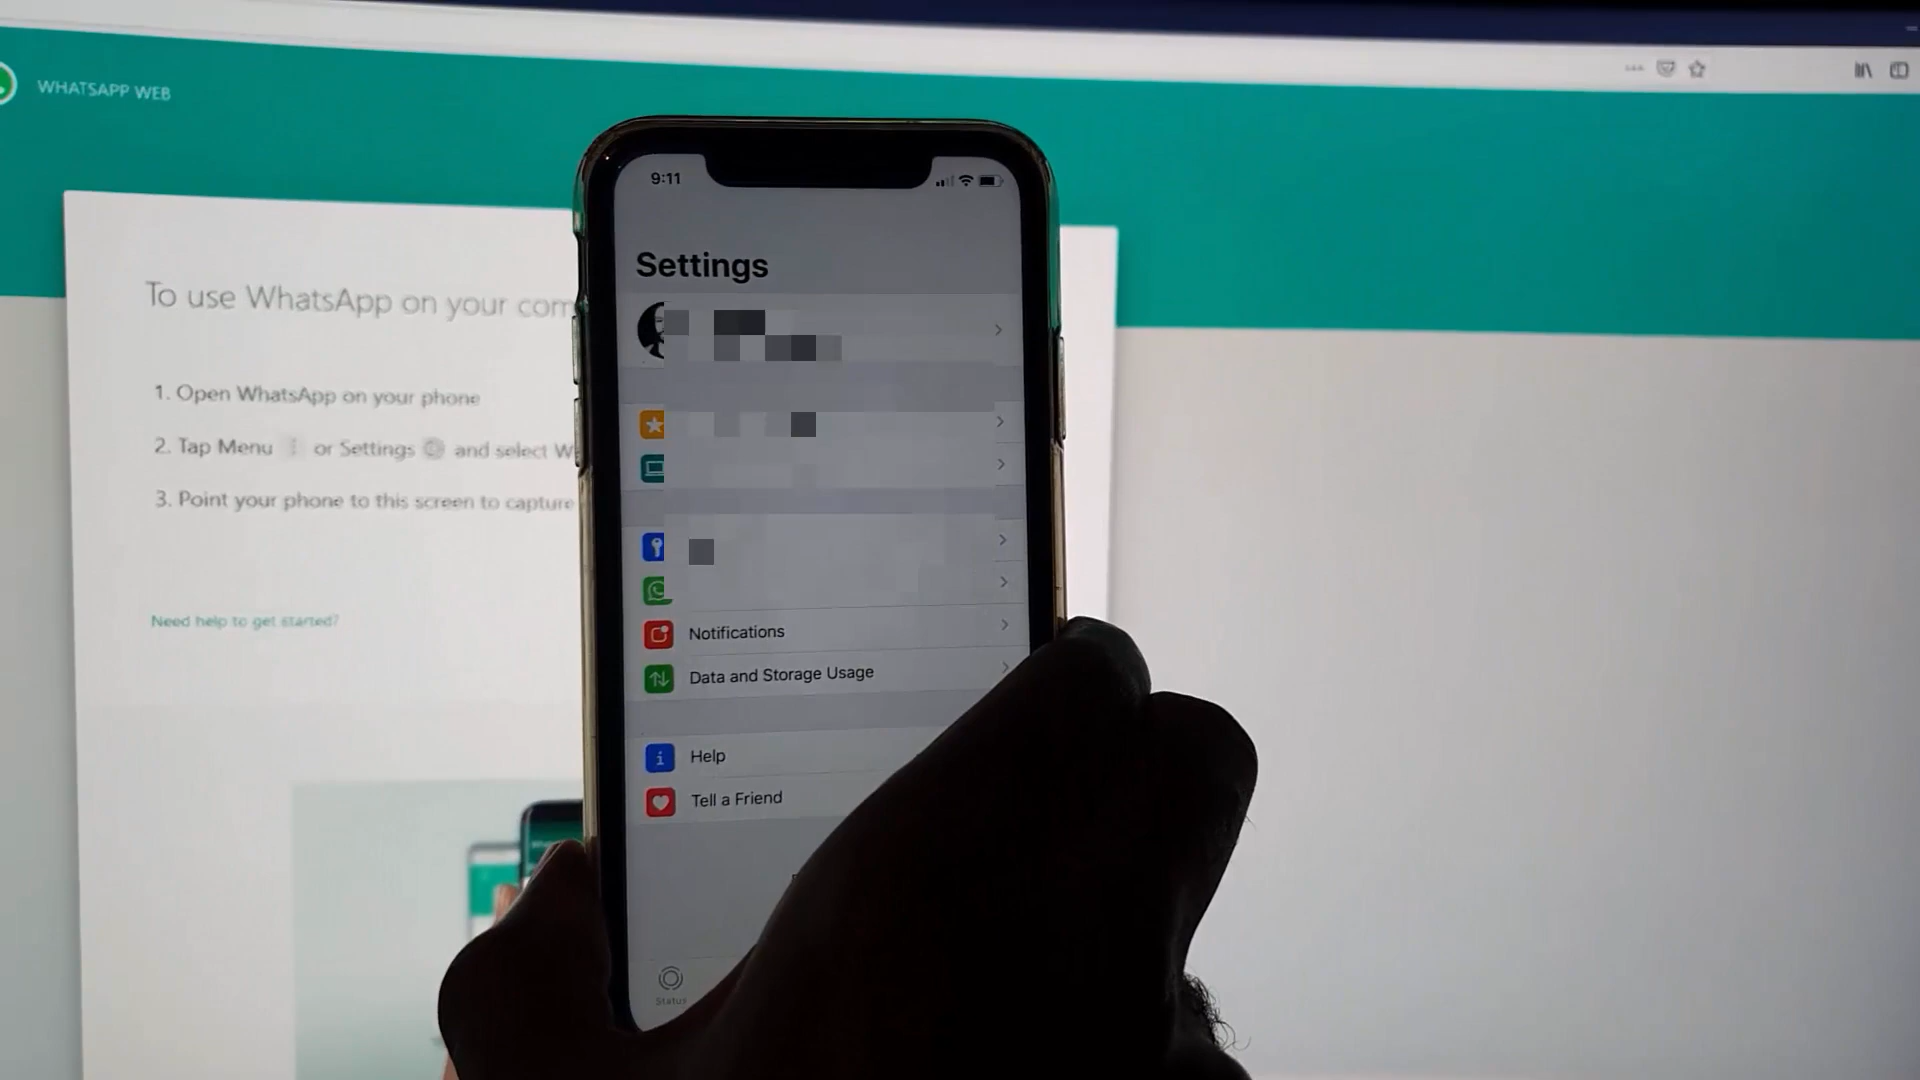 WHATSAPP WEB
To use WhatsApp on your com
1. Open WhatsApp on your phone
2. Tap Menu or Settings and select W
3. Point your phone to this screen to capture
Need help to get started?
9:11
Settings
Notifications
Data and Storage Usage
Help
Tell a Friend
Status